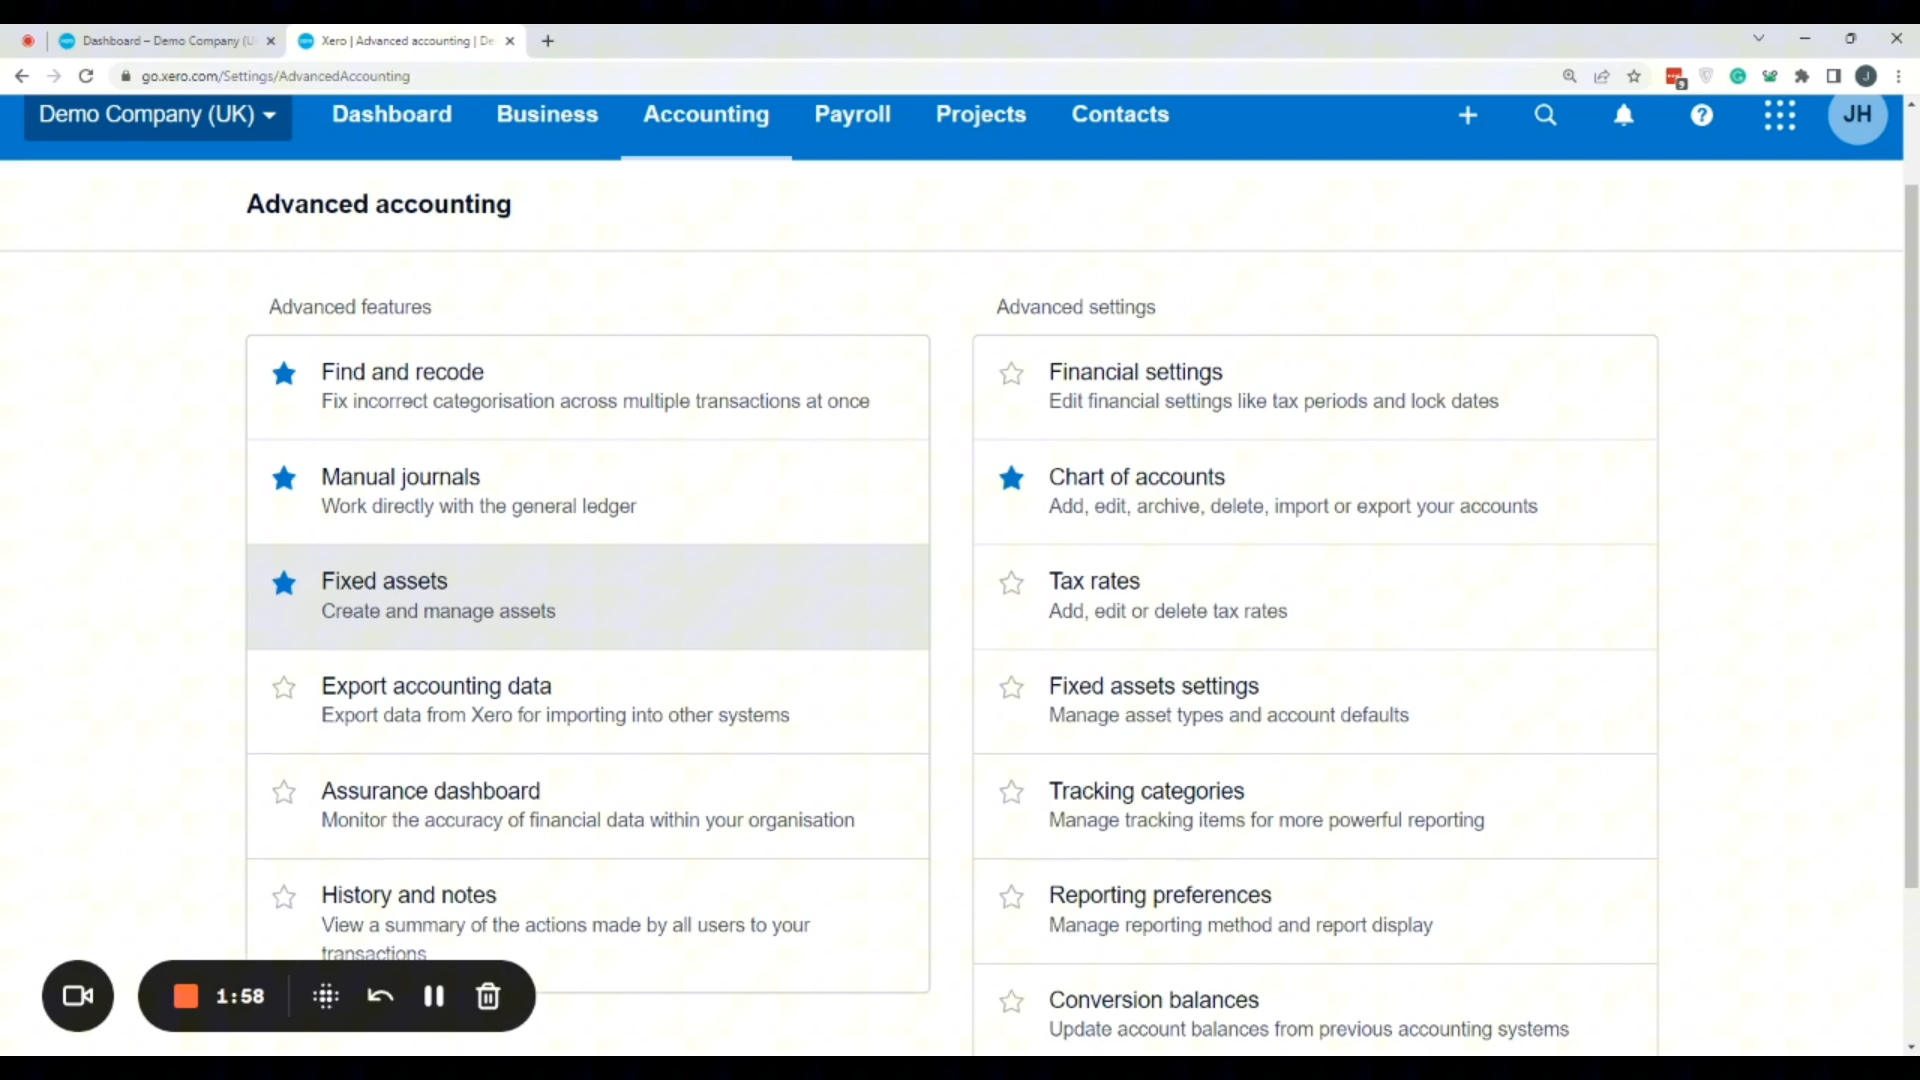 Dashboard – Demo Company (U
Xero | Advanced accounting | De
go.xero.com/Settings/AdvancedAccounting
J
Demo Company (UK)
Dashboard
Business
Accounting
Payroll
Projects
Contacts
JH
Advanced accounting
Advanced features
Find and recode
Fix incorrect categorisation across multiple transactions at once
Manual journals
Work directly with the general ledger
Fixed assets
Create and manage assets
Export accounting data
Export data from Xero for importing into other systems
Assurance dashboard
Monitor the accuracy of financial data within your organisation
History and notes
View a summary of the actions made by all users to your
transactions
Advanced settings
Financial settings
Edit financial settings like tax periods and lock dates
Chart of accounts
Add, edit, archive, delete, import or export your accounts
Tax rates
Add, edit or delete tax rates
Fixed assets settings
Manage asset types and account defaults
Tracking categories
Manage tracking items for more powerful reporting
Reporting preferences
Manage reporting method and report display
Conversion balances
Update account balances from previous accounting systems
1:58